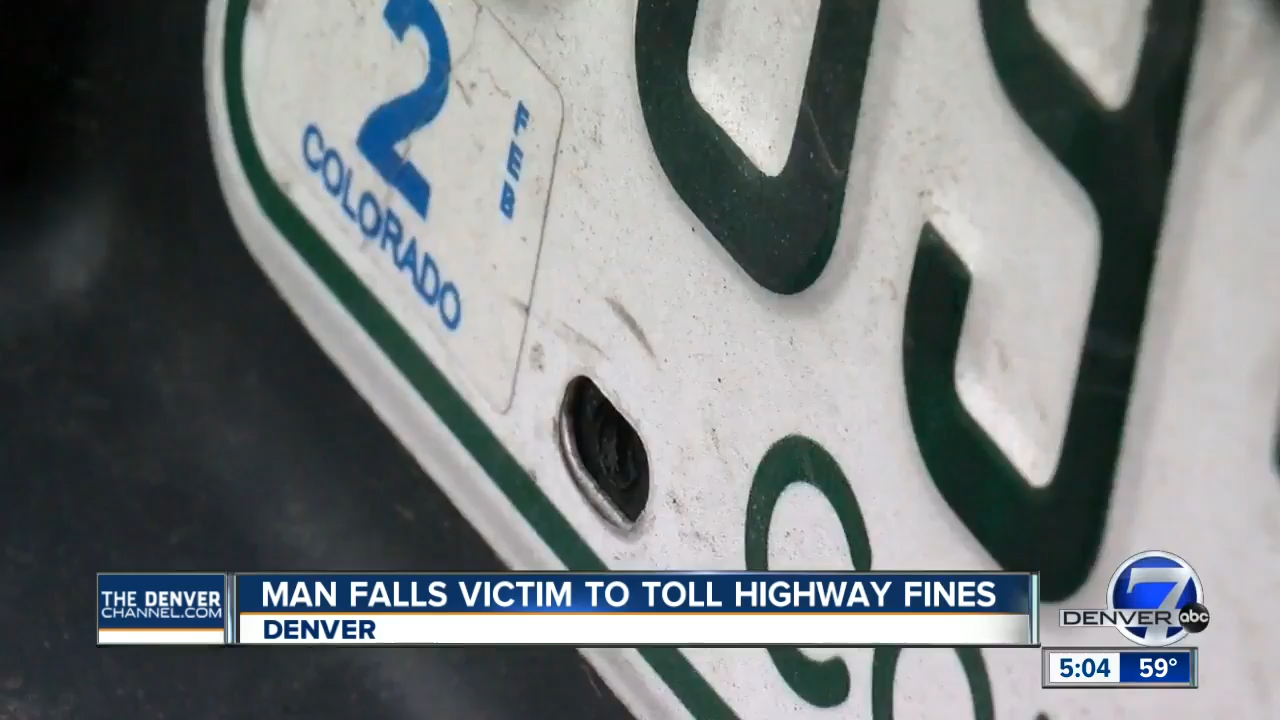 2
FEB
COLORADO
THE DENVER
CHANNEL.COM
MAN FALLS VICTIM TO TOLL HIGHWAY FINES
DENVER
DENVER 7 abc
5:04 59°